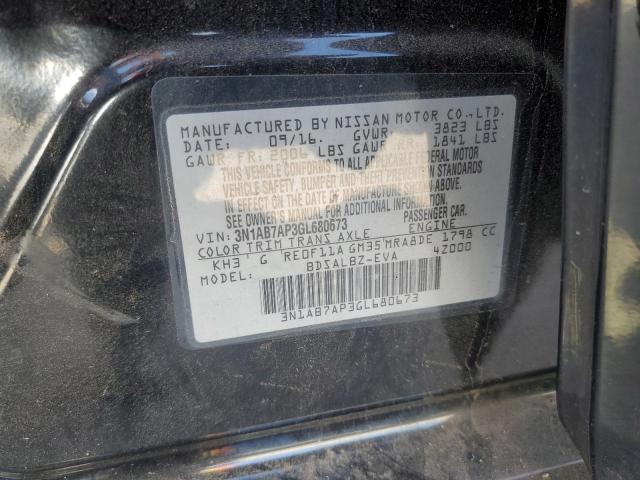 MANUFACTURED BY NISSAN MOTOR CO.,LTD.
DATE: 09/16 GVWR: 3823 LBS
GAWR FR: 2006 LBS GAWR RR 1841 LBS
THIS VEHICLE CONFORMS TO ALL APPLICABLE FEDERAL MOTOR
VEHICLE SAFETY, BUMPER AND THEFT PREVENTION STANDARDS
IN EFFECT ON THE DATE OF MANUFACTURE SHOWN ABOVE.
SEE OWNER'S MANUAL FOR ADDITIONAL INFORMATION.
VIN: 3N1AB7AP3GL680673 PASSENGER CAR.
COLOR TRIM TRANS AXLE ENGINE
KH3 G RE0F11A GM35 MRA8DE 1798 CC
MODEL: BDSALBZ-EVA 42000
3N1AB7AP3GL680673